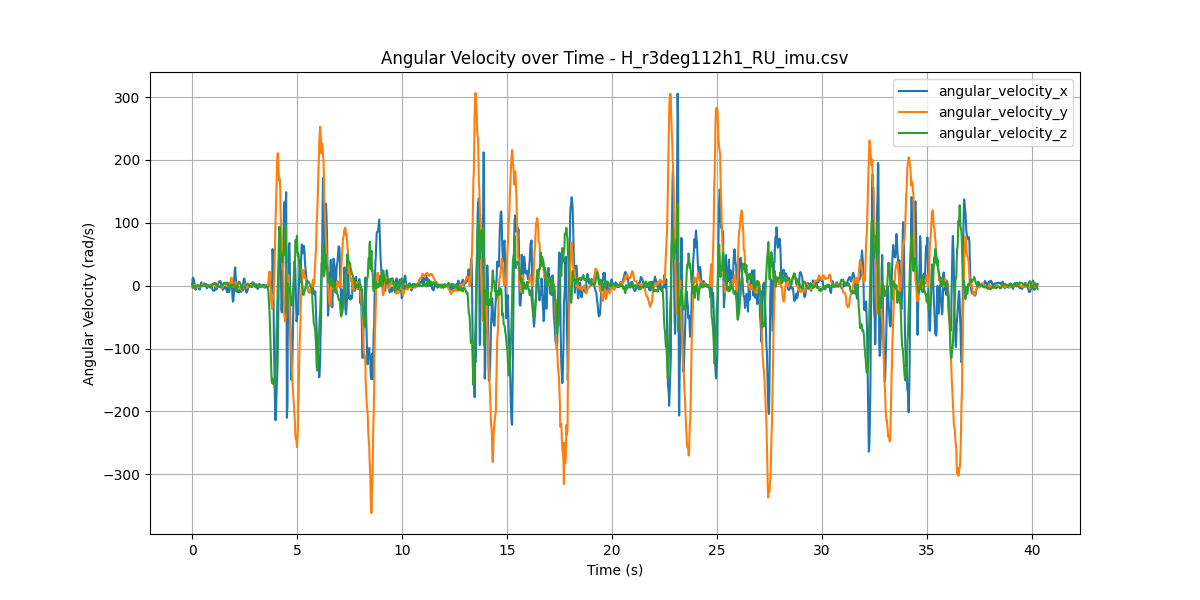 Angular Velocity over Time - H_r3deg112h1_RU_imu.csv
angular_velocity_x
angular_velocity_y
angular_velocity_z
Angular Velocity (rad/s)
300
200
100
0
−100
−200
−300
0 5 10 15 20 25 30 35 40
Time (s)